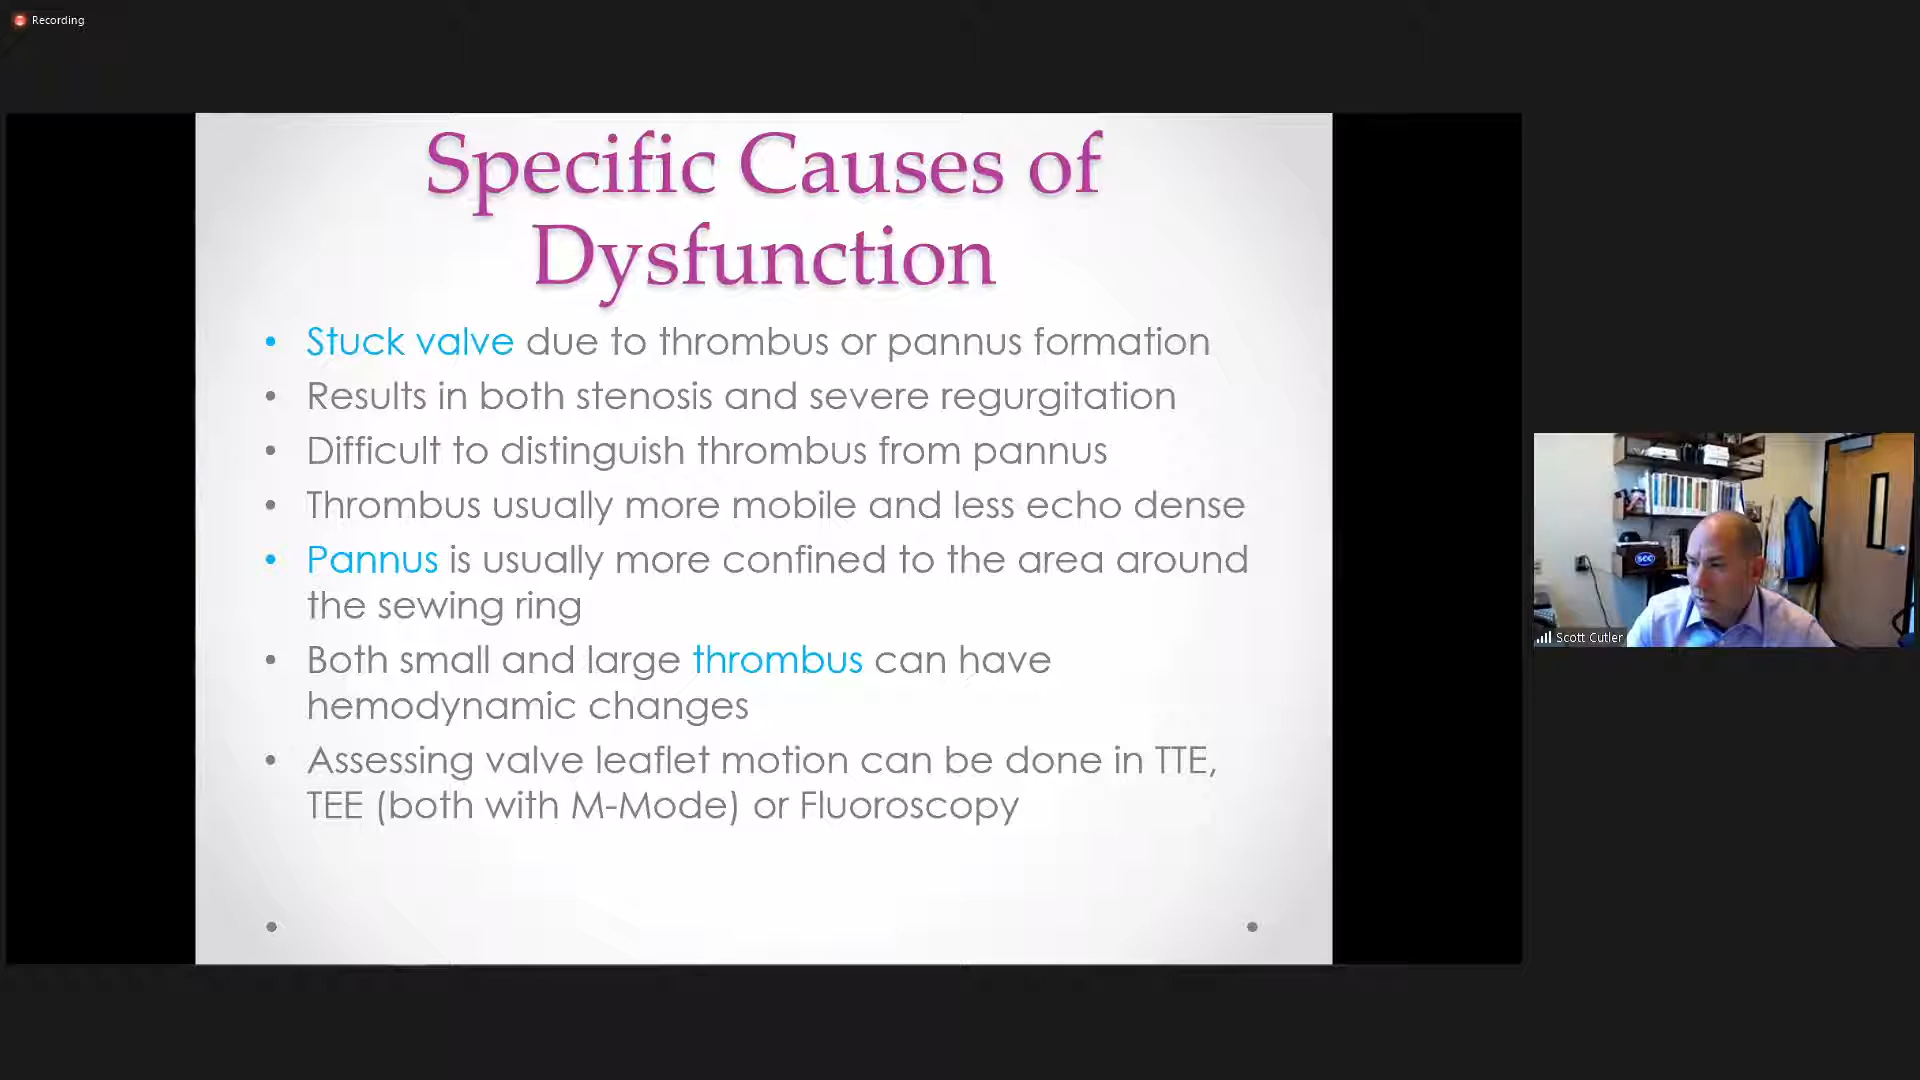 Recording
Specific Causes of
Dysfunction
• Stuck valve due to thrombus or pannus formation
• Results in both stenosis and severe regurgitation
• Difficult to distinguish thrombus from pannus
• Thrombus usually more mobile and less echo dense
• Pannus is usually more confined to the area around
the sewing ring
• Both small and large thrombus can have
hemodynamic changes
• Assessing valve leaflet motion can be done in TTE,
TEE (both with M-Mode) or Fluoroscopy
SCC
Scott Cutler